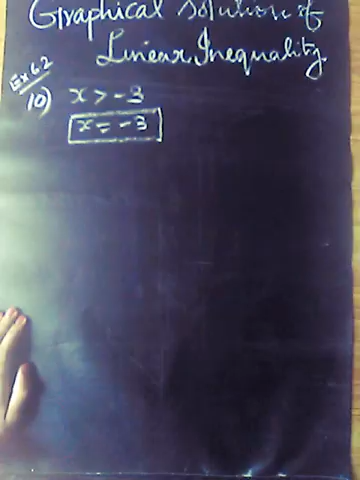 Graphical Solution of
Linear Inequality
Ex 6.2
10) x > -3
x = -3